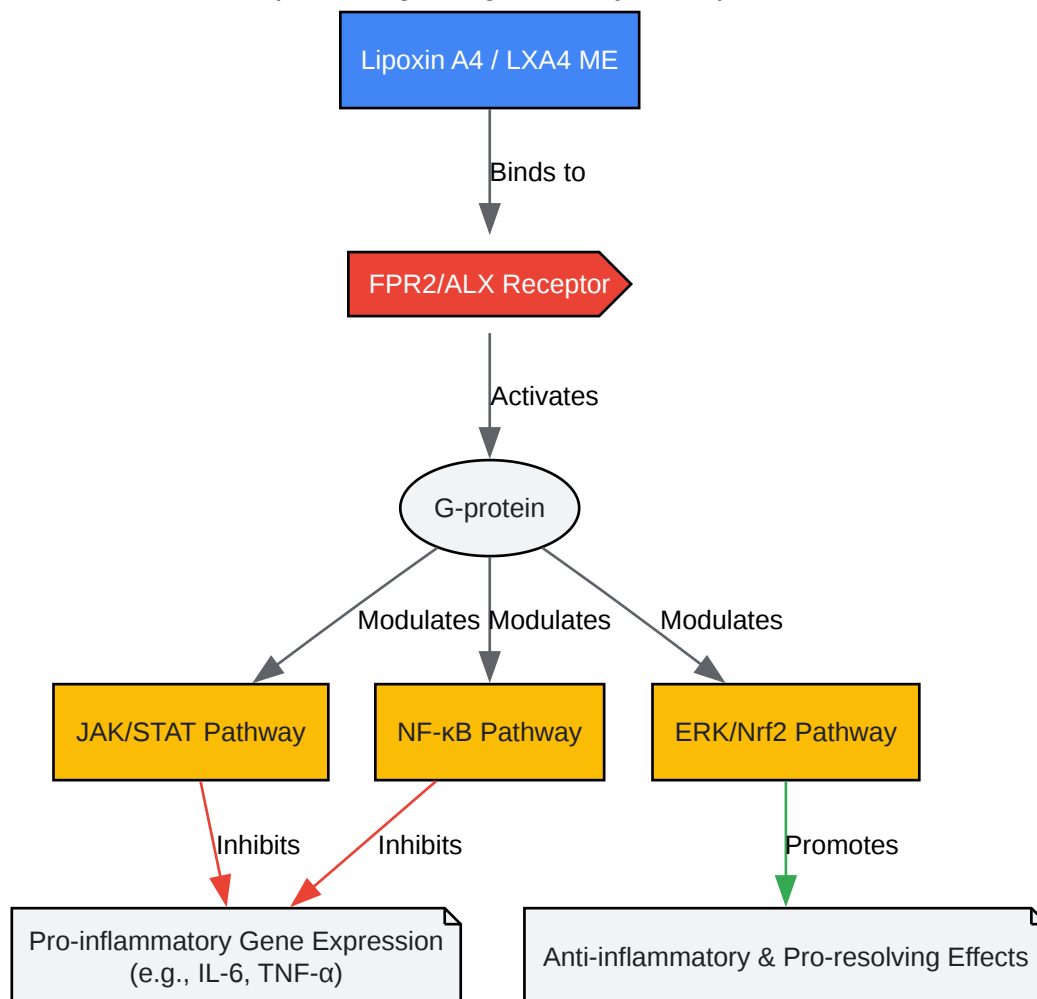 Lipoxin A4 / LXA4 ME
Binds to
FPR2/ALX Receptor
Activates
G-protein
Modulates
Modulates
Modulates
JAK/STAT Pathway
NF-κB Pathway
ERK/Nrf2 Pathway
Inhibits
Inhibits
Promotes
Pro-inflammatory Gene Expression
(e.g., IL-6, TNF-α)
Anti-inflammatory & Pro-resolving Effects